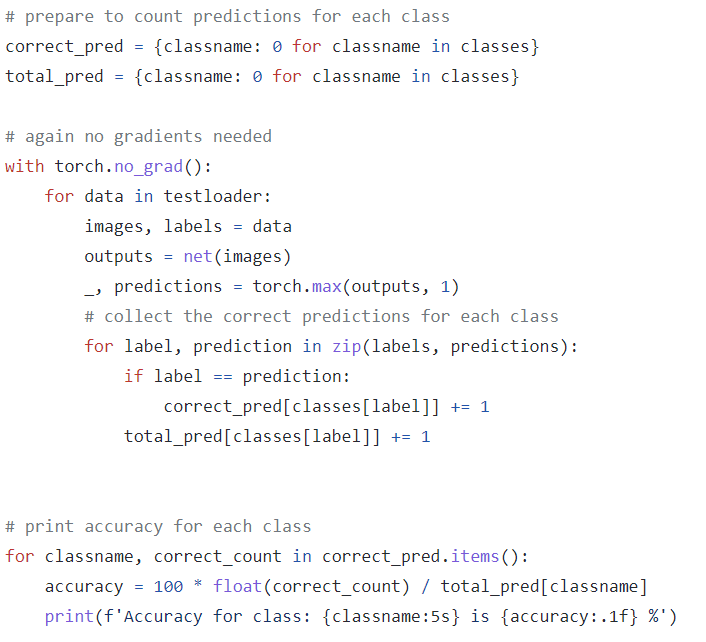 # prepare to count predictions for each class
correct_pred = {classname: 0 for classname in classes}
total_pred = {classname: 0 for classname in classes}

# again no gradients needed
with torch.no_grad():
    for data in testloader:
        images, labels = data
        outputs = net(images)
        _, predictions = torch.max(outputs, 1)
        # collect the correct predictions for each class
        for label, prediction in zip(labels, predictions):
            if label == prediction:
                correct_pred[classes[label]] += 1
            total_pred[classes[label]] += 1


# print accuracy for each class
for classname, correct_count in correct_pred.items():
    accuracy = 100 * float(correct_count) / total_pred[classname]
    print(f'Accuracy for class: {classname:5s} is {accuracy:.1f} %')